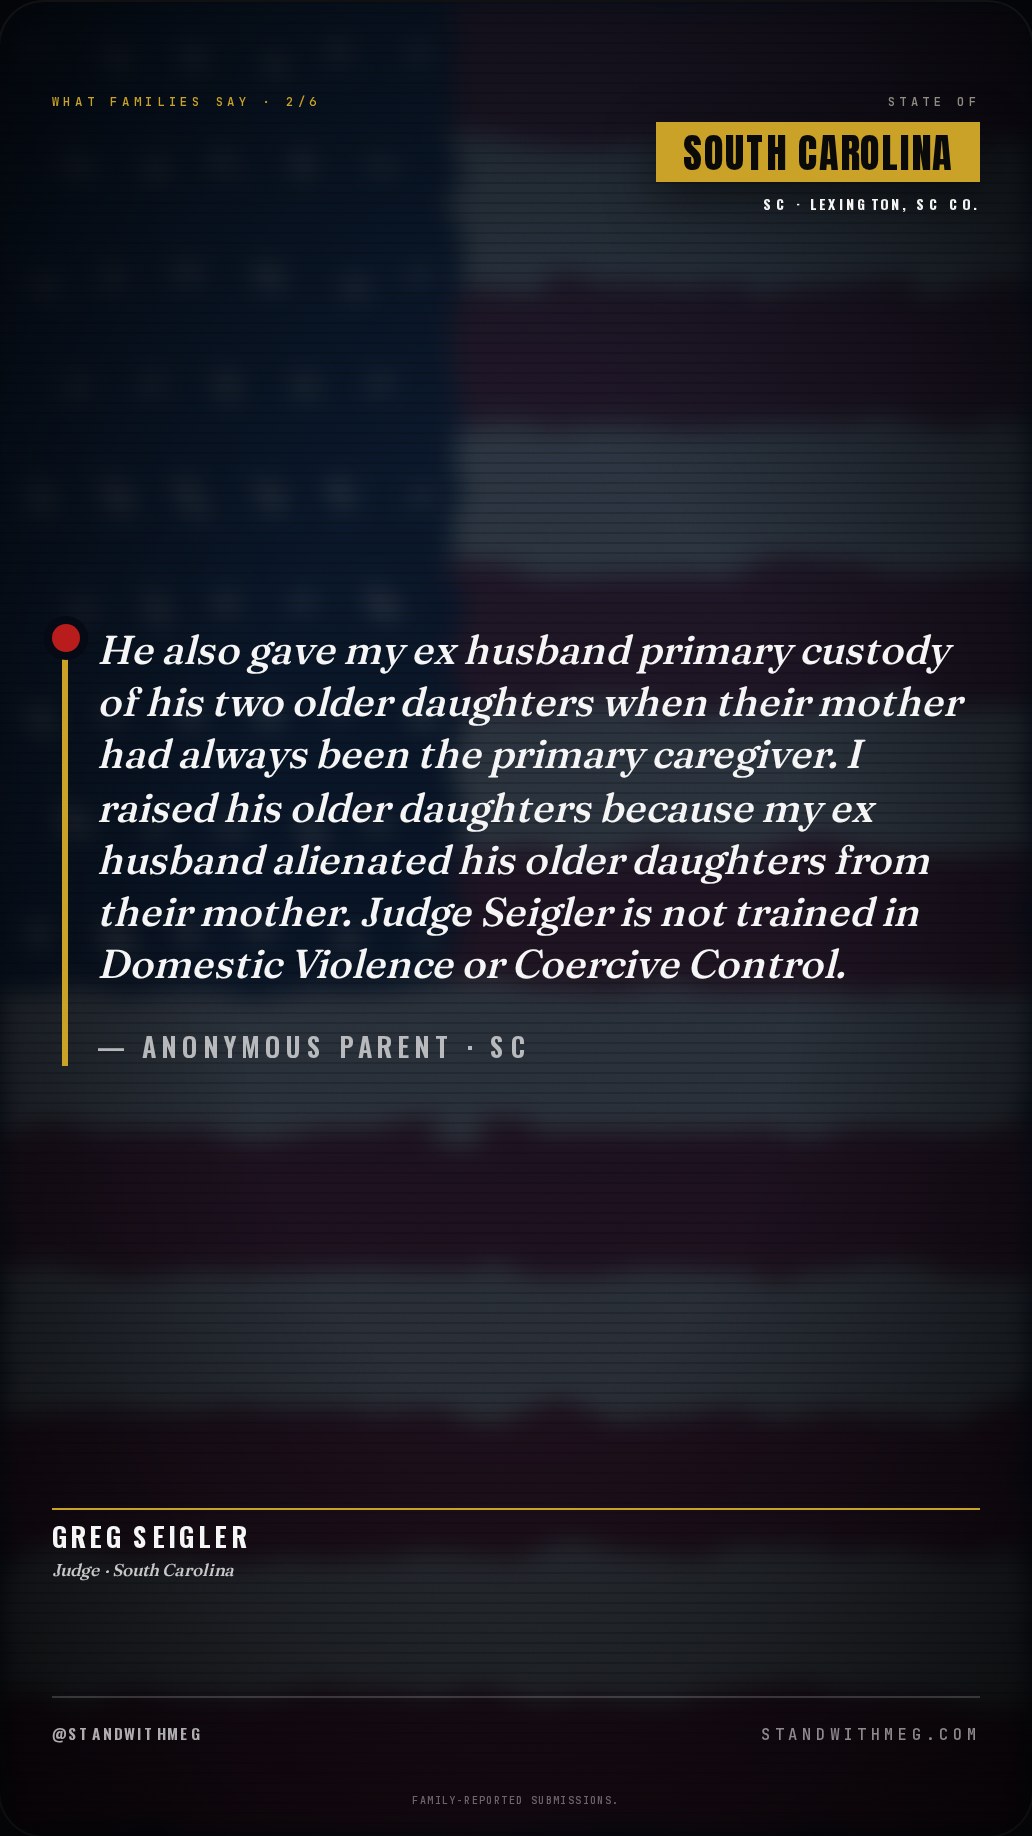 WHAT FAMILIES SAY · 2/6
STATE OF
SOUTH CAROLINA
SC · LEXINGTON, SC CO.
He also gave my ex husband primary custody
of his two older daughters when their mother
had always been the primary caregiver. I
raised his older daughters because my ex
husband alienated his older daughters from
their mother. Judge Seigler is not trained in
Domestic Violence or Coercive Control.
— ANONYMOUS PARENT · SC
GREG SEIGLER
Judge · South Carolina
@STANDWITHMEG
STANDWITHMEG.COM
FAMILY-REPORTED SUBMISSIONS.